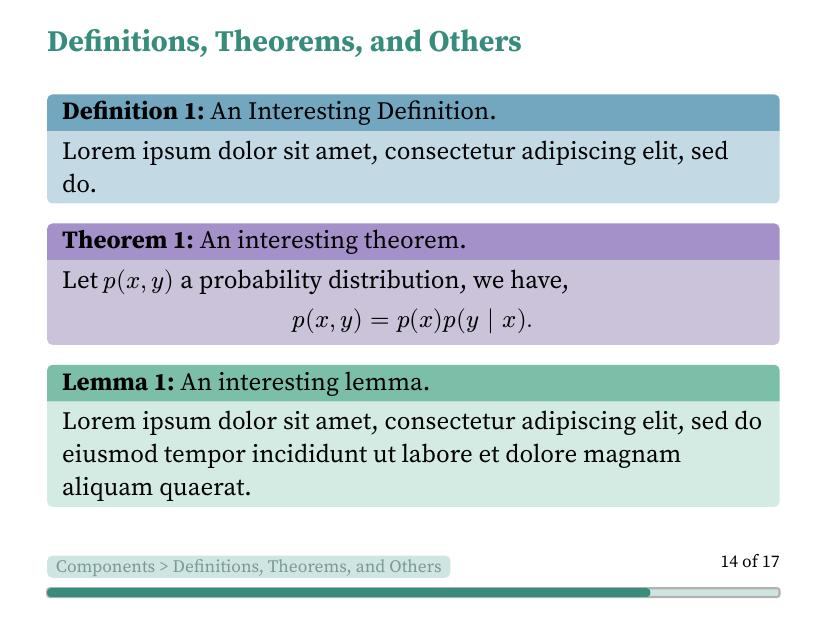 Definitions, Theorems, and Others
Definition 1: An Interesting Definition.
Lorem ipsum dolor sit amet, consectetur adipiscing elit, sed
do.
Theorem 1: An interesting theorem.
Let p(x, y) a probability distribution, we have,
p(x, y) = p(x)p(y | x).
Lemma 1: An interesting lemma.
Lorem ipsum dolor sit amet, consectetur adipiscing elit, sed do
eiusmod tempor incididunt ut labore et dolore magnam
aliquam quaerat.
Components > Definitions, Theorems, and Others
14 of 17